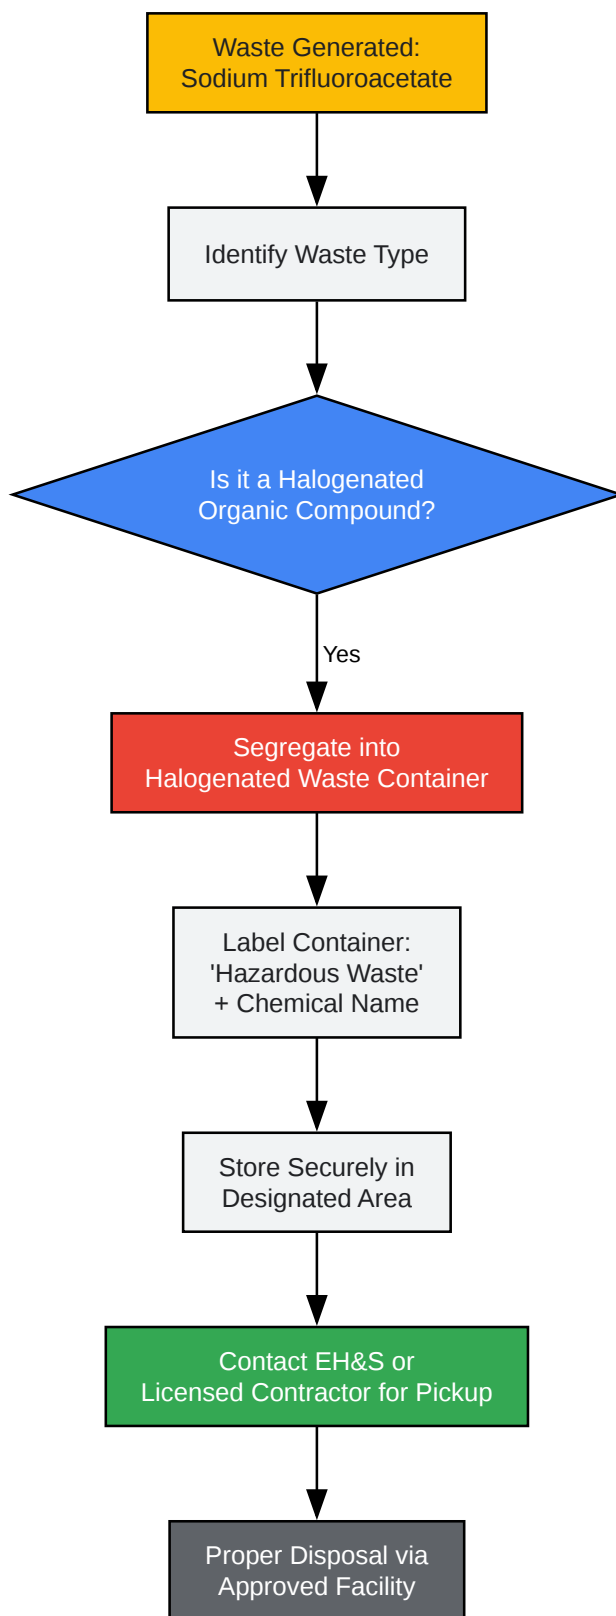 Waste Generated:
Sodium Trifluoroacetate
Identify Waste Type
Is it a Halogenated
Organic Compound?
Yes
Segregate into
Halogenated Waste Container
Label Container:
'Hazardous Waste'
+ Chemical Name
Store Securely in
Designated Area
Contact EH&S or
Licensed Contractor for Pickup
Proper Disposal via
Approved Facility